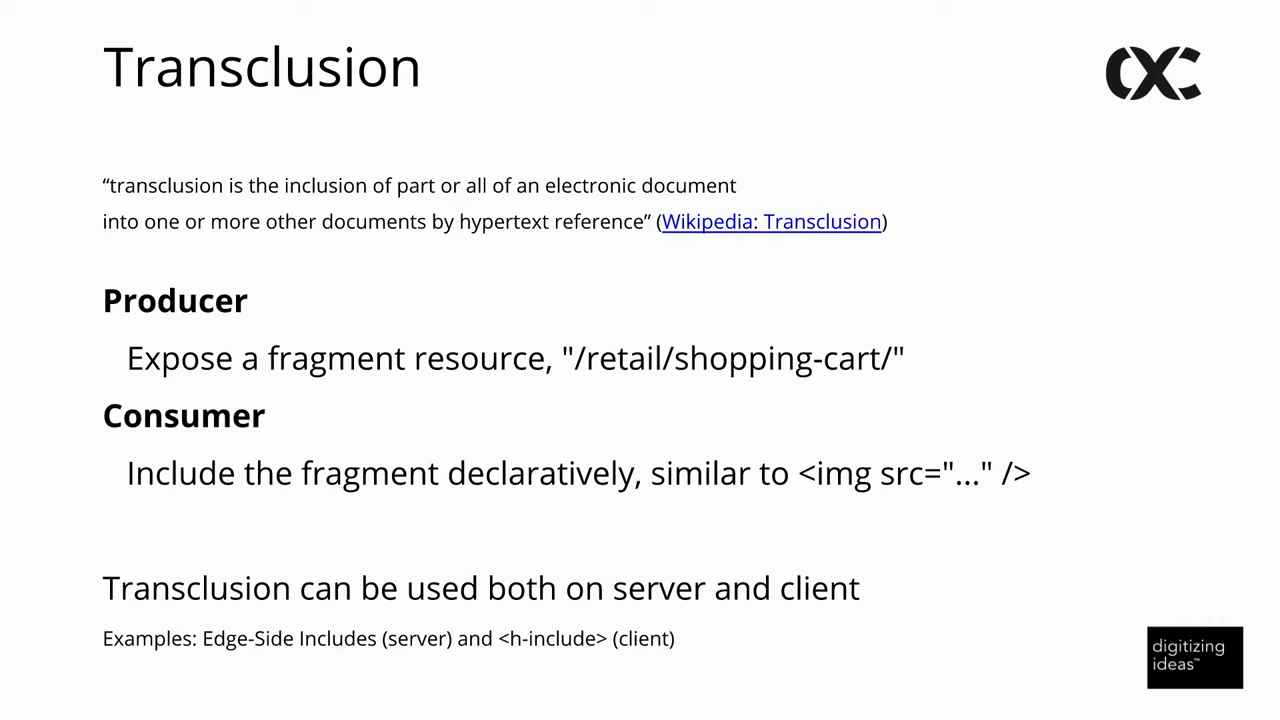 Transclusion
“transclusion is the inclusion of part or all of an electronic document
into one or more other documents by hypertext reference” (Wikipedia: Transclusion)
Producer
Expose a fragment resource, "/retail/shopping-cart/"
Consumer
Include the fragment declaratively, similar to <img src="..." />
Transclusion can be used both on server and client
Examples: Edge-Side Includes (server) and <h-include> (client)
digitizing
ideas™